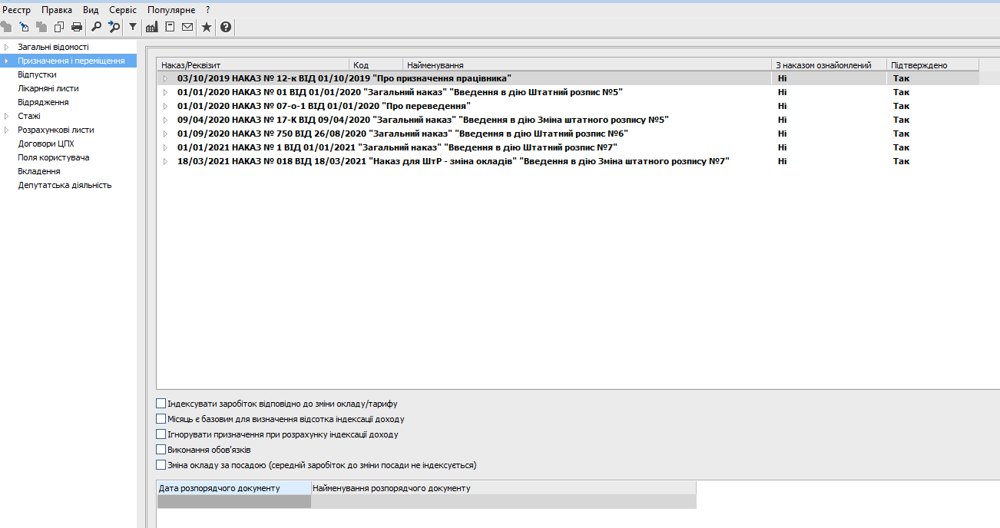 Реєстр Правка Вид Сервіс Популярне ?
Загальні відомості
Призначення і переміщення
Відпустки
Лікарняні листи
Відрядження
Стажі
Розрахункові листи
Договори ЦПХ
Поля користувача
Вкладення
Депутатська діяльність
Наказ/Реквізит Код Найменування З наказом ознайомлений Підтверджено
03/10/2019 НАКАЗ № 12-к ВІД 01/10/2019 "Про призначення працівника" Ні Так
01/01/2020 НАКАЗ № 01 ВІД 01/01/2020 "Загальний наказ" "Введення в дію Штатний розпис №5" Ні Так
01/01/2020 НАКАЗ № 07-о-1 ВІД 01/01/2020 "Про переведення" Ні Так
09/04/2020 НАКАЗ № 17-К ВІД 09/04/2020 "Загальний наказ" "Введення в дію Зміна штатного розпису №5" Ні Так
01/09/2020 НАКАЗ № 750 ВІД 26/08/2020 "Загальний наказ" "Введення в дію Штатний розпис №6" Ні Так
01/01/2021 НАКАЗ № 1 ВІД 01/01/2021 "Загальний наказ" "Введення в дію Штатний розпис №7" Ні Так
18/03/2021 НАКАЗ № 018 ВІД 18/03/2021 "Наказ для ШтР - зміна окладів" "Введення в дію Зміна штатного розпису №7" Ні Так
Індексувати заробіток відповідно до зміни окладу/тарифу
Місяць є базовим для визначення відсотка індексації доходу
Ігнорувати призначення при розрахунку індексації доходу
Виконання обов'язків
Зміна окладу за посадою (середній заробіток до зміни посади не індексується)
Дата розпорядчого документу Найменування розпорядчого документу